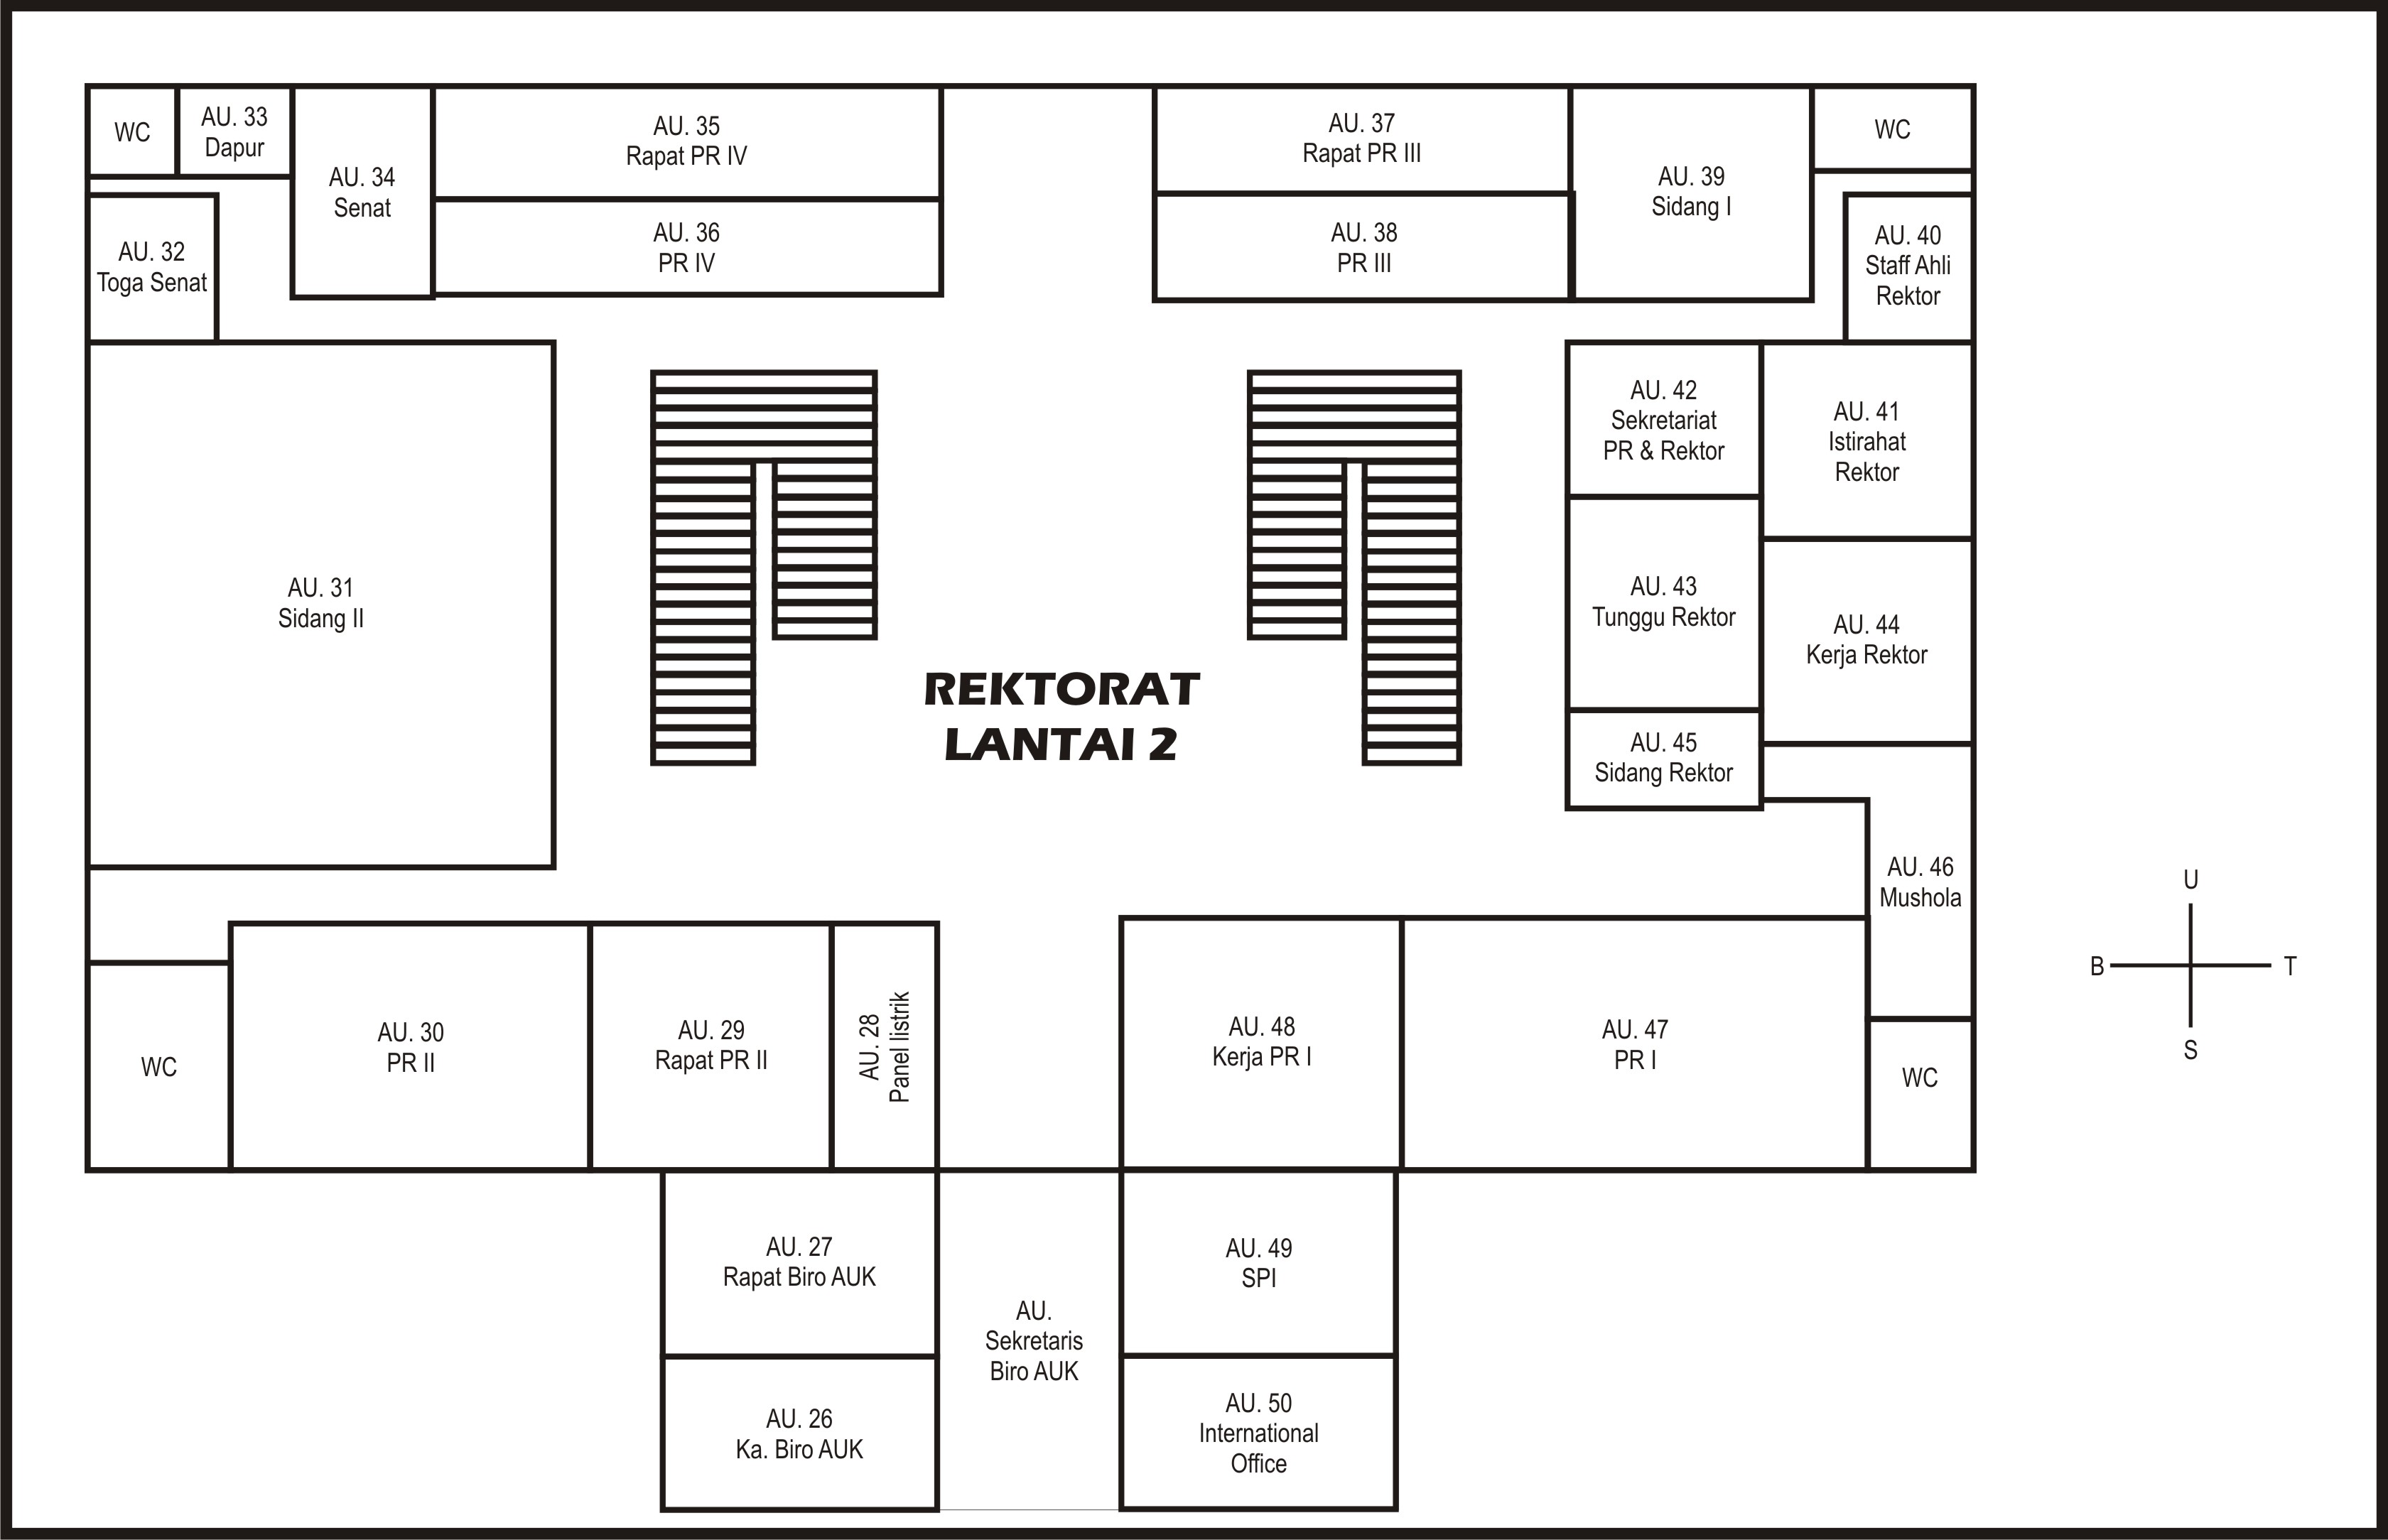 WC
AU. 33
Dapur
AU. 34
Senat
AU. 35
Rapat PR IV
AU. 36
PR IV
AU. 37
Rapat PR III
AU. 38
PR III
AU. 39
Sidang I
WC
AU. 40
Staff Ahli
Rektor
AU. 32
Toga Senat
AU. 31
Sidang II
AU. 42
Sekretariat
PR & Rektor
AU. 41
Istirahat
Rektor
AU. 43
Tunggu Rektor
AU. 44
Kerja Rektor
AU. 45
Sidang Rektor
REKTORAT
LANTAI 2
AU. 46
Mushola
U
B
T
S
WC
AU. 30
PR II
AU. 29
Rapat PR II
AU. 28
Panel listrik
AU. 48
Kerja PR I
AU. 47
PR I
WC
AU. 27
Rapat Biro AUK
AU.
Sekretaris
Biro AUK
AU. 49
SPI
AU. 26
Ka. Biro AUK
AU. 50
International
Office